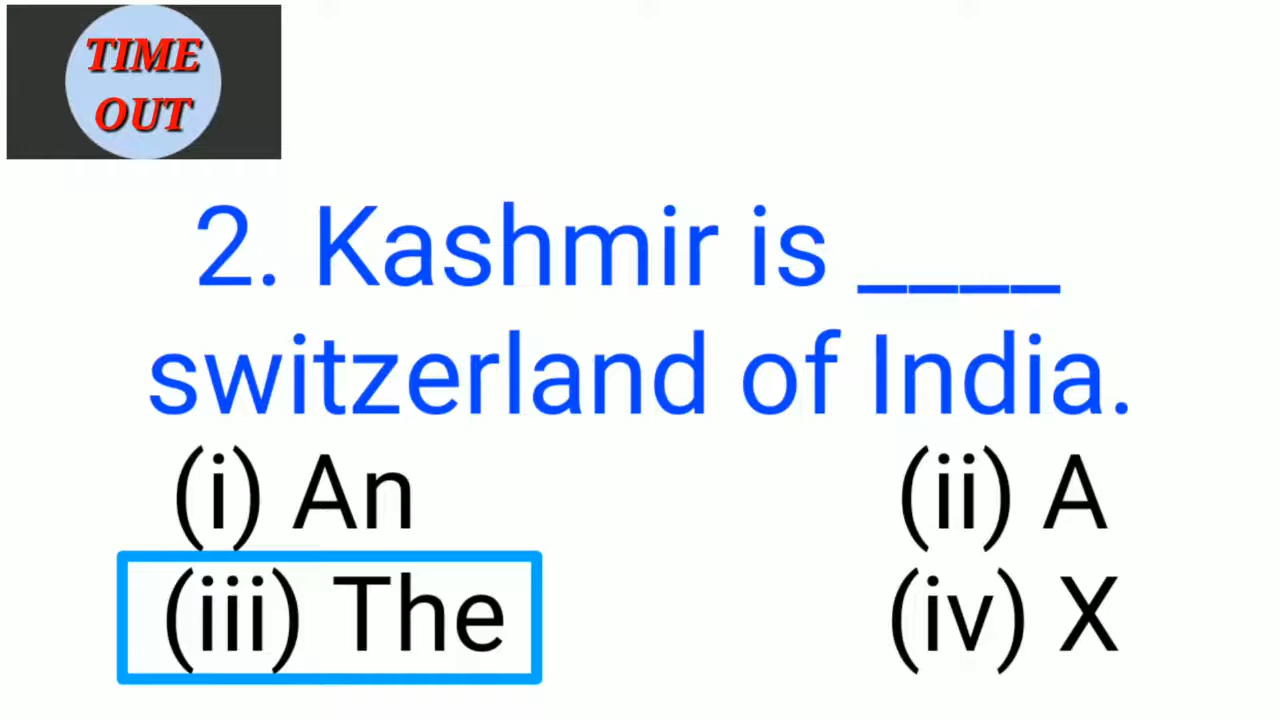 TIME
OUT
2. Kashmir is ____
switzerland of India.
(i) An (ii) A
(iii) The (iv) X